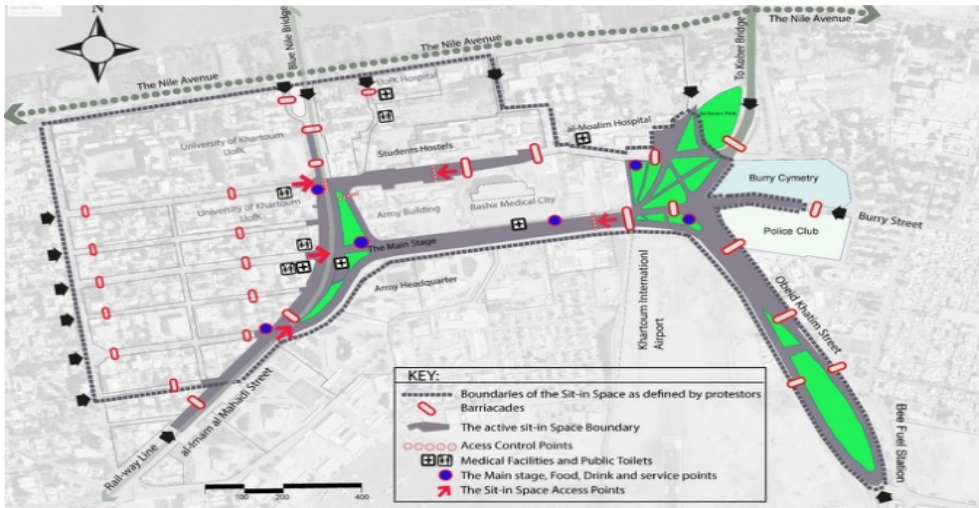 The Nile Avenue
The Nile Avenue
The Nile Avenue
Blue Nile Bridge
To Kober Bridge
N
UofK Hospital
al-Moalim Hospital
University of Khartoum
UofK
Students Hostels
Burry Cymetry
University of Khartoum
UofK
Army Building
Bashir Medical City
Burry Street
Police Club
The Main Stage
Army Headquarter
Khartoum Internationl
Airport
Obeid Khatim Street
Rail-way Line
al-Imam al Mahadi Street
Bee Fuel Station
KEY:
Boundaries of the Sit-in Space as defined by protestors
Barriacades
The active sit-in Space Boundary
Acess Control Points
Medical Facilities and Public Toilets
The Main stage, Food, Drink and service points
The Sit-in Space Access Points
100 200 400